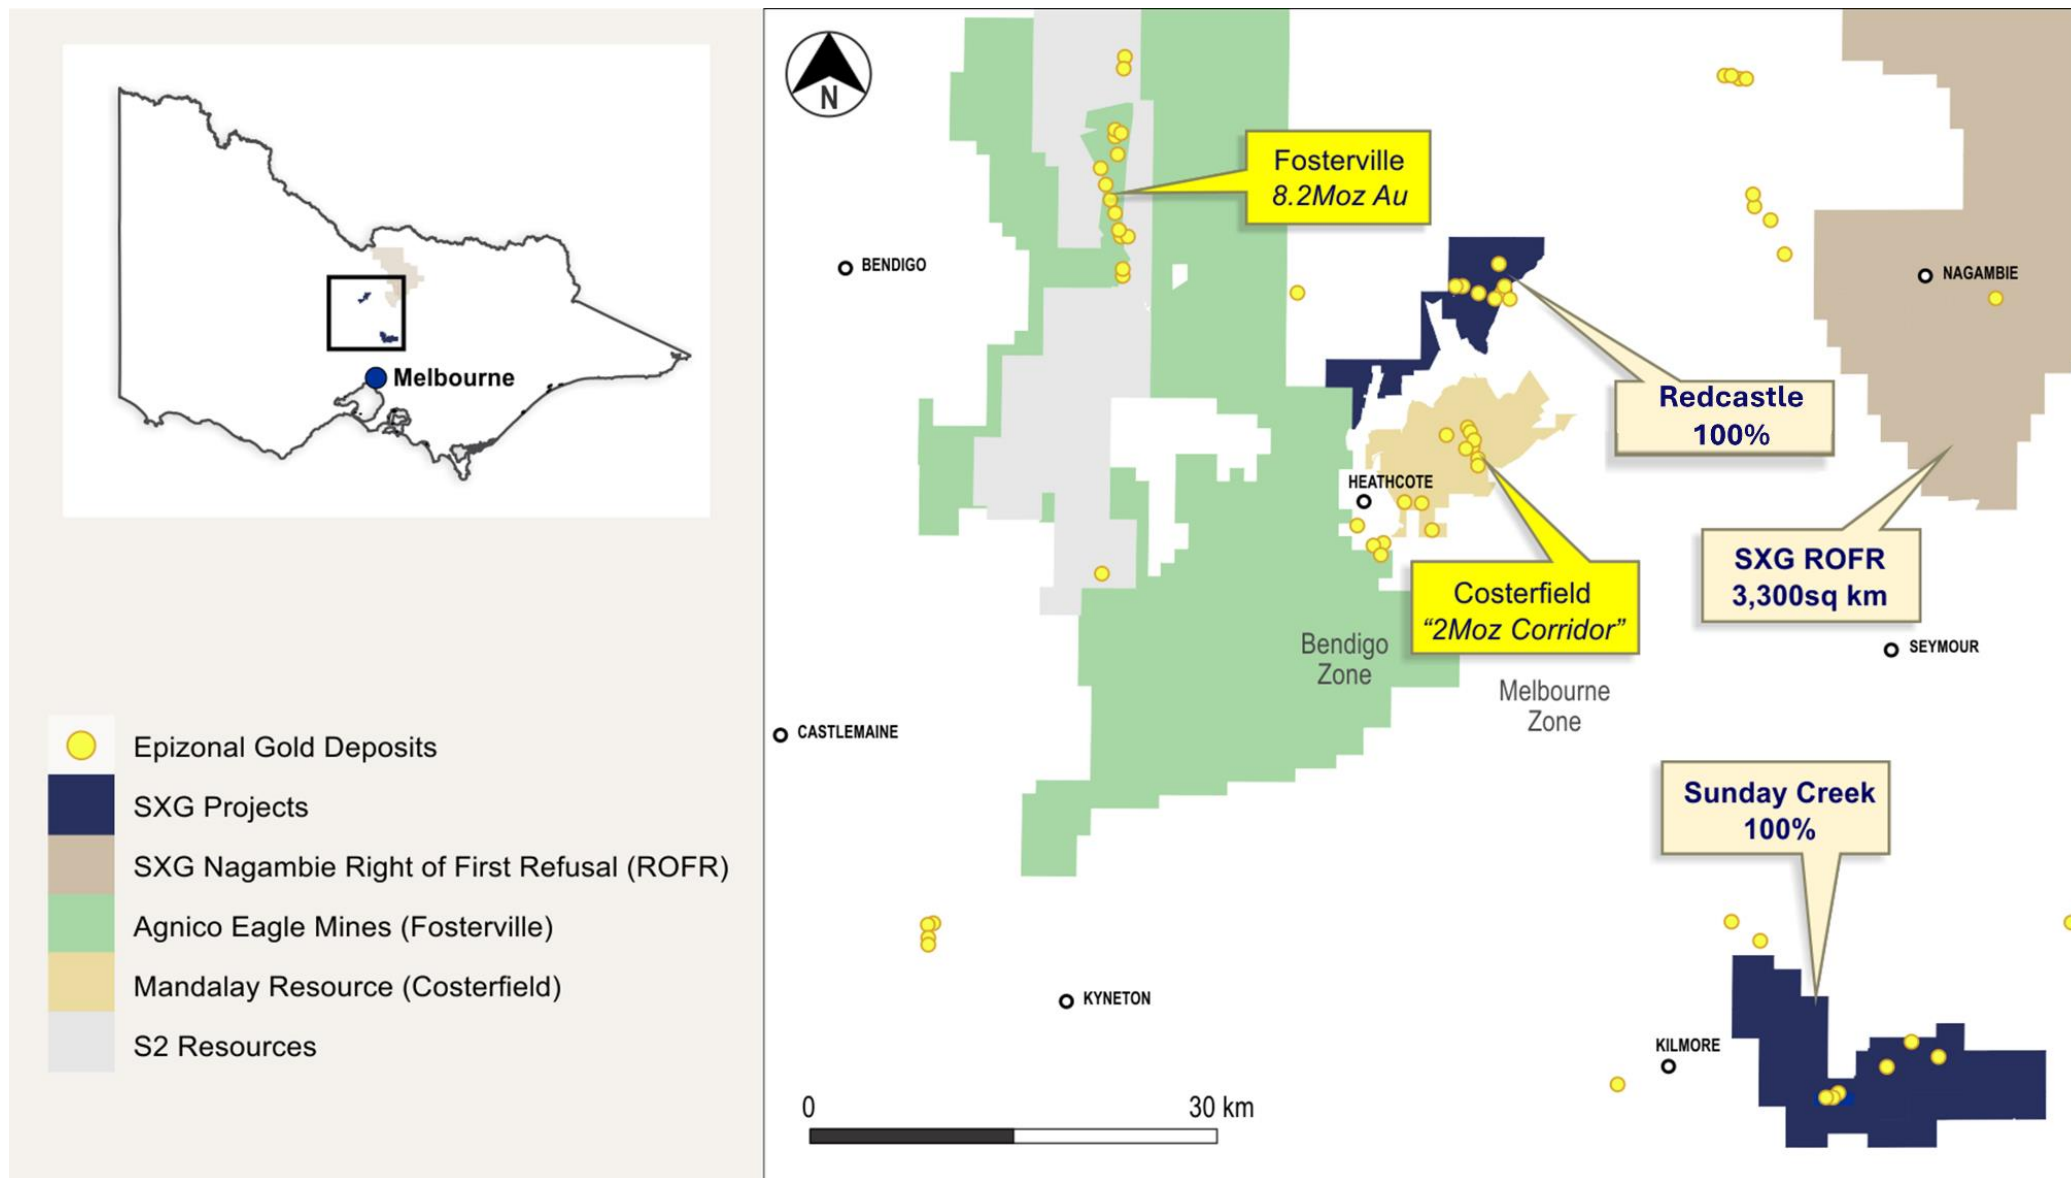 Melbourne
Epizonal Gold Deposits
SXG Projects
SXG Nagambie Right of First Refusal (ROFR)
Agnico Eagle Mines (Fosterville)
Mandalay Resource (Costerfield)
S2 Resources
N
Fosterville
8.2Moz Au
BENDIGO
NAGAMBIE
Redcastle
100%
HEATHCOTE
SXG ROFR
3,300sq km
Costerfield
“2Moz Corridor”
Bendigo
Zone
SEYMOUR
Melbourne
Zone
CASTLEMAINE
Sunday Creek
100%
KYNETON
KILMORE
0
30 km